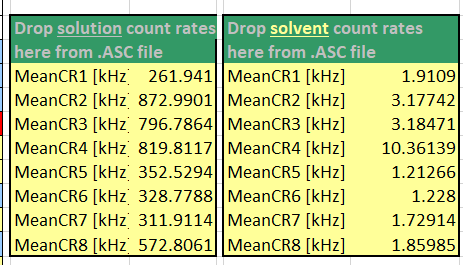 Drop solution count rates
here from .ASC file
MeanCR1 [kHz] 261.941
MeanCR2 [kHz] 872.9901
MeanCR3 [kHz] 796.7864
MeanCR4 [kHz] 819.8117
MeanCR5 [kHz] 352.5294
MeanCR6 [kHz] 328.7788
MeanCR7 [kHz] 311.9114
MeanCR8 [kHz] 572.8061
Drop solvent count rates
here from .ASC file
MeanCR1 [kHz] 1.9109
MeanCR2 [kHz] 3.17742
MeanCR3 [kHz] 3.18471
MeanCR4 [kHz] 10.36139
MeanCR5 [kHz] 1.21266
MeanCR6 [kHz] 1.228
MeanCR7 [kHz] 1.72914
MeanCR8 [kHz] 1.85985